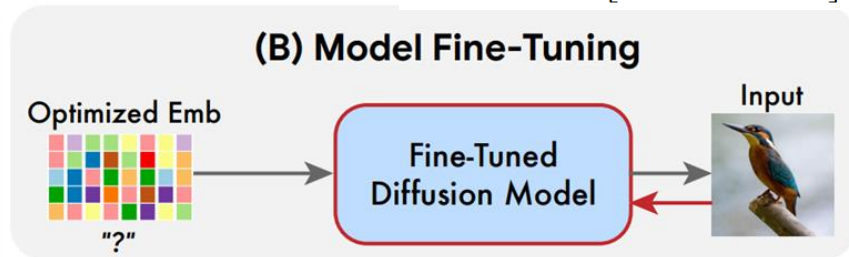 (B) Model Fine-Tuning
Optimized Emb
Input
Fine-Tuned
Diffusion Model
"?"